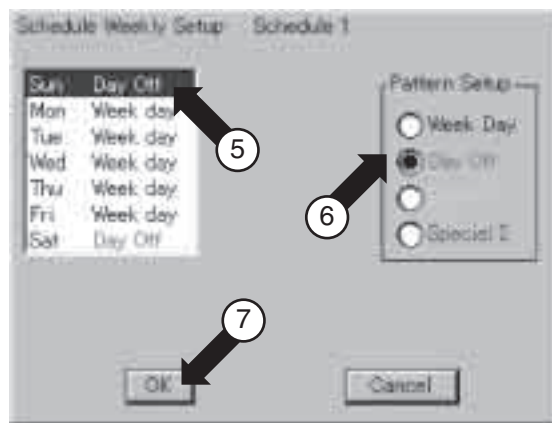 Schedule Weekly Setup Schedule 1
Sun Day Off
Mon Week day
Tue Week day
Wed Week day
Thu Week day
Fri Week day
Sat Day Off
Pattern Setup
Week Day
Day Off
Special 2
5
6
7
OK
Cancel